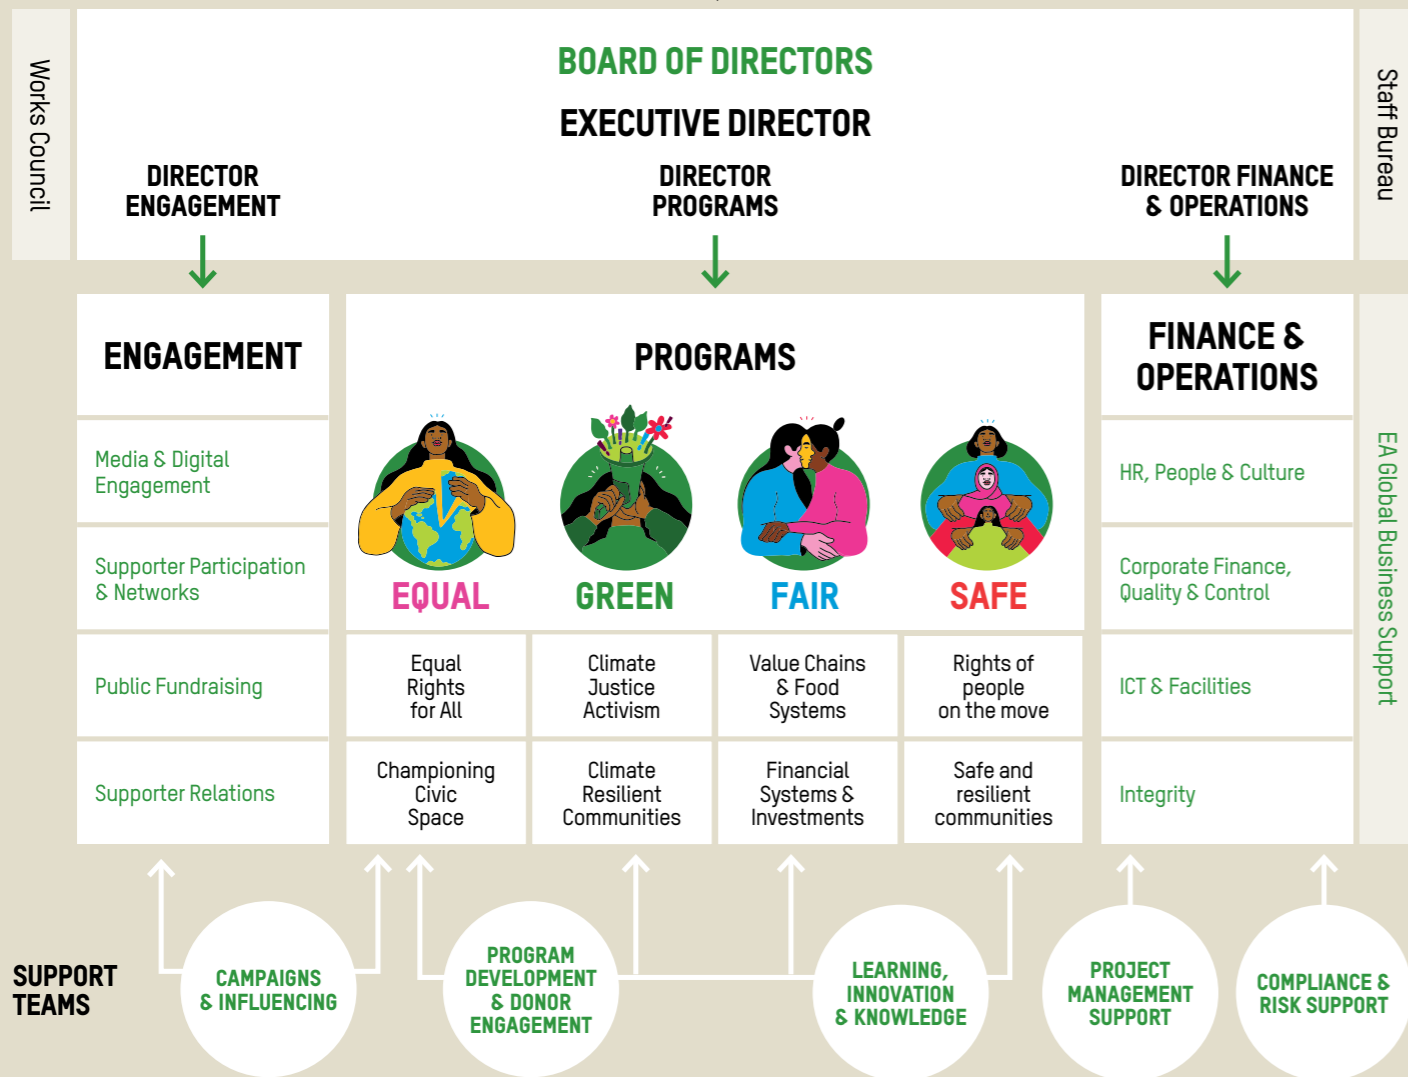 Works Council
BOARD OF DIRECTORS
EXECUTIVE DIRECTOR
DIRECTOR
ENGAGEMENT
DIRECTOR
PROGRAMS
DIRECTOR FINANCE
& OPERATIONS
Staff Bureau
ENGAGEMENT
Media & Digital
Engagement
Supporter Participation
& Networks
Public Fundraising
Supporter Relations
PROGRAMS
EQUAL
GREEN
FAIR
SAFE
Equal
Rights
for All
Climate
Justice
Activism
Value Chains
& Food
Systems
Rights of
people
on the move
Championing
Civic
Space
Climate
Resilient
Communities
Financial
Systems &
Investments
Safe and
resilient
communities
FINANCE &
OPERATIONS
HR, People & Culture
Corporate Finance,
Quality & Control
ICT & Facilities
Integrity
EA Global Business Support
SUPPORT
TEAMS
CAMPAIGNS
& INFLUENCING
PROGRAM
DEVELOPMENT
& DONOR
ENGAGEMENT
LEARNING,
INNOVATION
& KNOWLEDGE
PROJECT
MANAGEMENT
SUPPORT
COMPLIANCE &
RISK SUPPORT